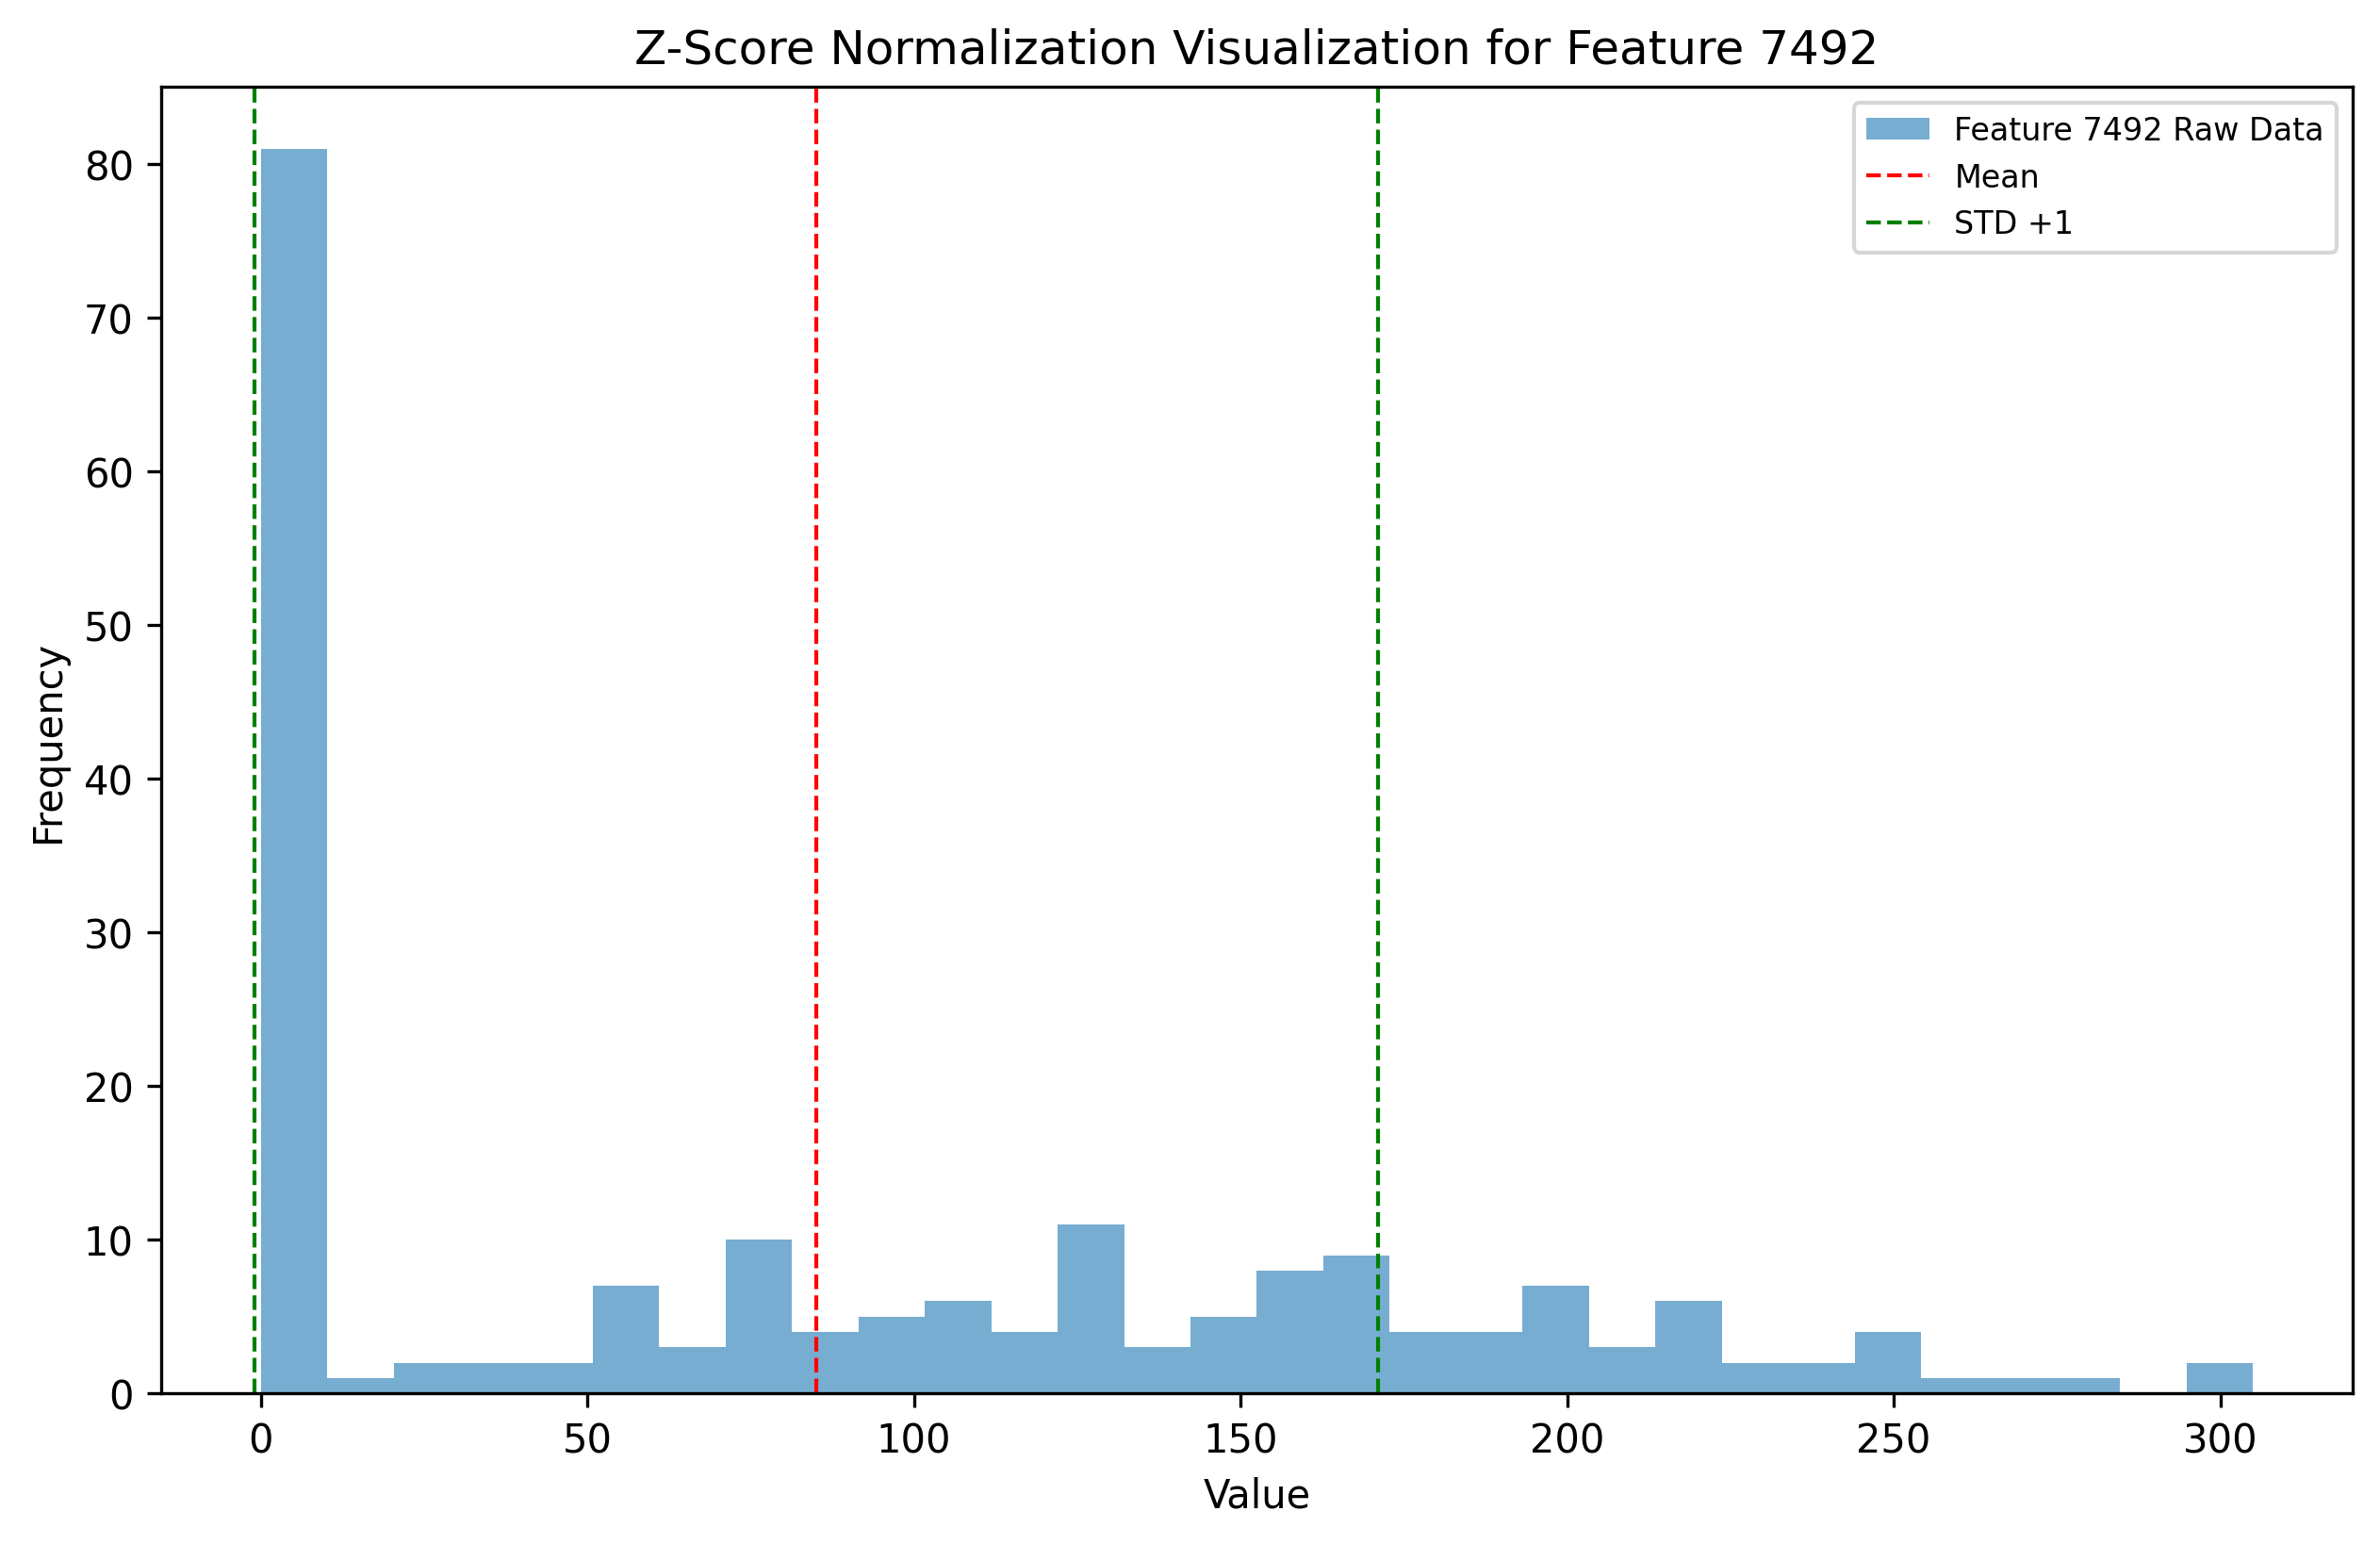 Z-Score Normalization Visualization for Feature 7492
Feature 7492 Raw Data
Mean
STD +1
80
70
60
50
40
30
20
10
0
Frequency
0 50 100 150 200 250 300
Value